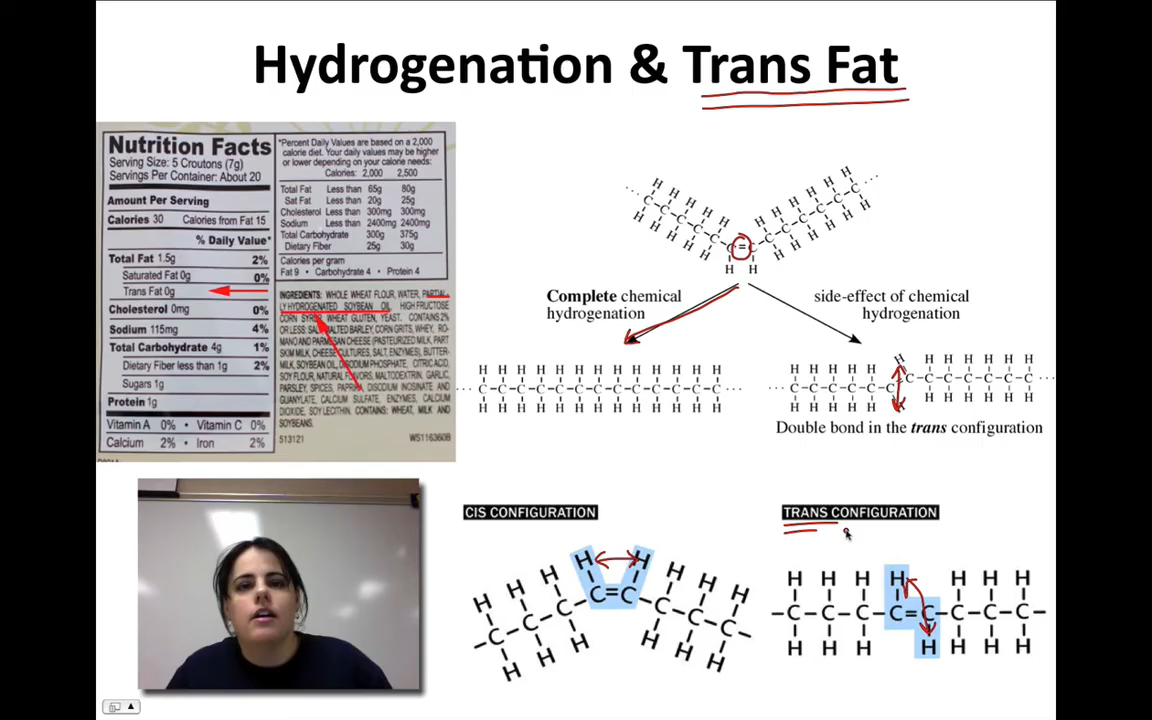 Hydrogenation & Trans Fat
Nutrition Facts
Serving Size: 5 Croutons (7g)
Servings Per Container: About 20
Amount Per Serving
Calories 30 Calories from Fat 15
% Daily Value*
Total Fat 1.5g 2%
Saturated Fat 0g 0%
Trans Fat 0g
Cholesterol 0mg 0%
Sodium 115mg 4%
Total Carbohydrate 4g 1%
Dietary Fiber less than 1g 2%
Sugars 1g
Protein 1g
Vitamin A 0% • Vitamin C 0%
Calcium 2% • Iron 2%
*Percent Daily Values are based on a 2,000
calorie diet. Your daily values may be higher
or lower depending on your calorie needs:
Calories: 2,000 2,500
Total Fat Less than 65g 80g
Sat Fat Less than 20g 25g
Cholesterol Less than 300mg 300mg
Sodium Less than 2400mg 2400mg
Total Carbohydrate 300g 375g
Dietary Fiber 25g 30g
Calories per gram
Fat 9 • Carbohydrate 4 • Protein 4
INGREDIENTS: WHOLE WHEAT FLOUR, WATER, PARTIAL-
LY HYDROGENATED SOYBEAN OIL, HIGH FRUCTOSE
CORN SYRUP, WHEAT GLUTEN, YEAST. CONTAINS 2%
OR LESS: SALT, MALTED BARLEY, CORN GRITS, WHEY, RO-
MANO AND PARMESAN CHEESE (PASTEURIZED MILK, PART
SKIM MILK, CHEESE CULTURES, SALT, ENZYMES), BUTTER-
MILK, SOYBEAN OIL, DISODIUM PHOSPHATE, CITRIC ACID,
SOY FLOUR, NATURAL FLAVORS, MALTODEXTRIN, GARLIC,
PARSLEY, SPICES, PAPRIKA, DISODIUM INOSINATE AND
GUANYLATE, CALCIUM SULFATE, ENZYMES, CALCIUM
DIOXIDE, SOY LECITHIN. CONTAINS: WHEAT, MILK AND
SOYBEANS.
513121 WS1163608
Complete chemical
hydrogenation
side-effect of chemical
hydrogenation
H H H H H H H H H H H H H
C-C-C-C-C-C-C-C-C-C-C-C-C
H H H H H H H H H H H H H
Double bond in the trans configuration
CIS CONFIGURATION
TRANS CONFIGURATION
H H H H H H H
-C-C-C-C=C-C-C-C-
H H H H H H H